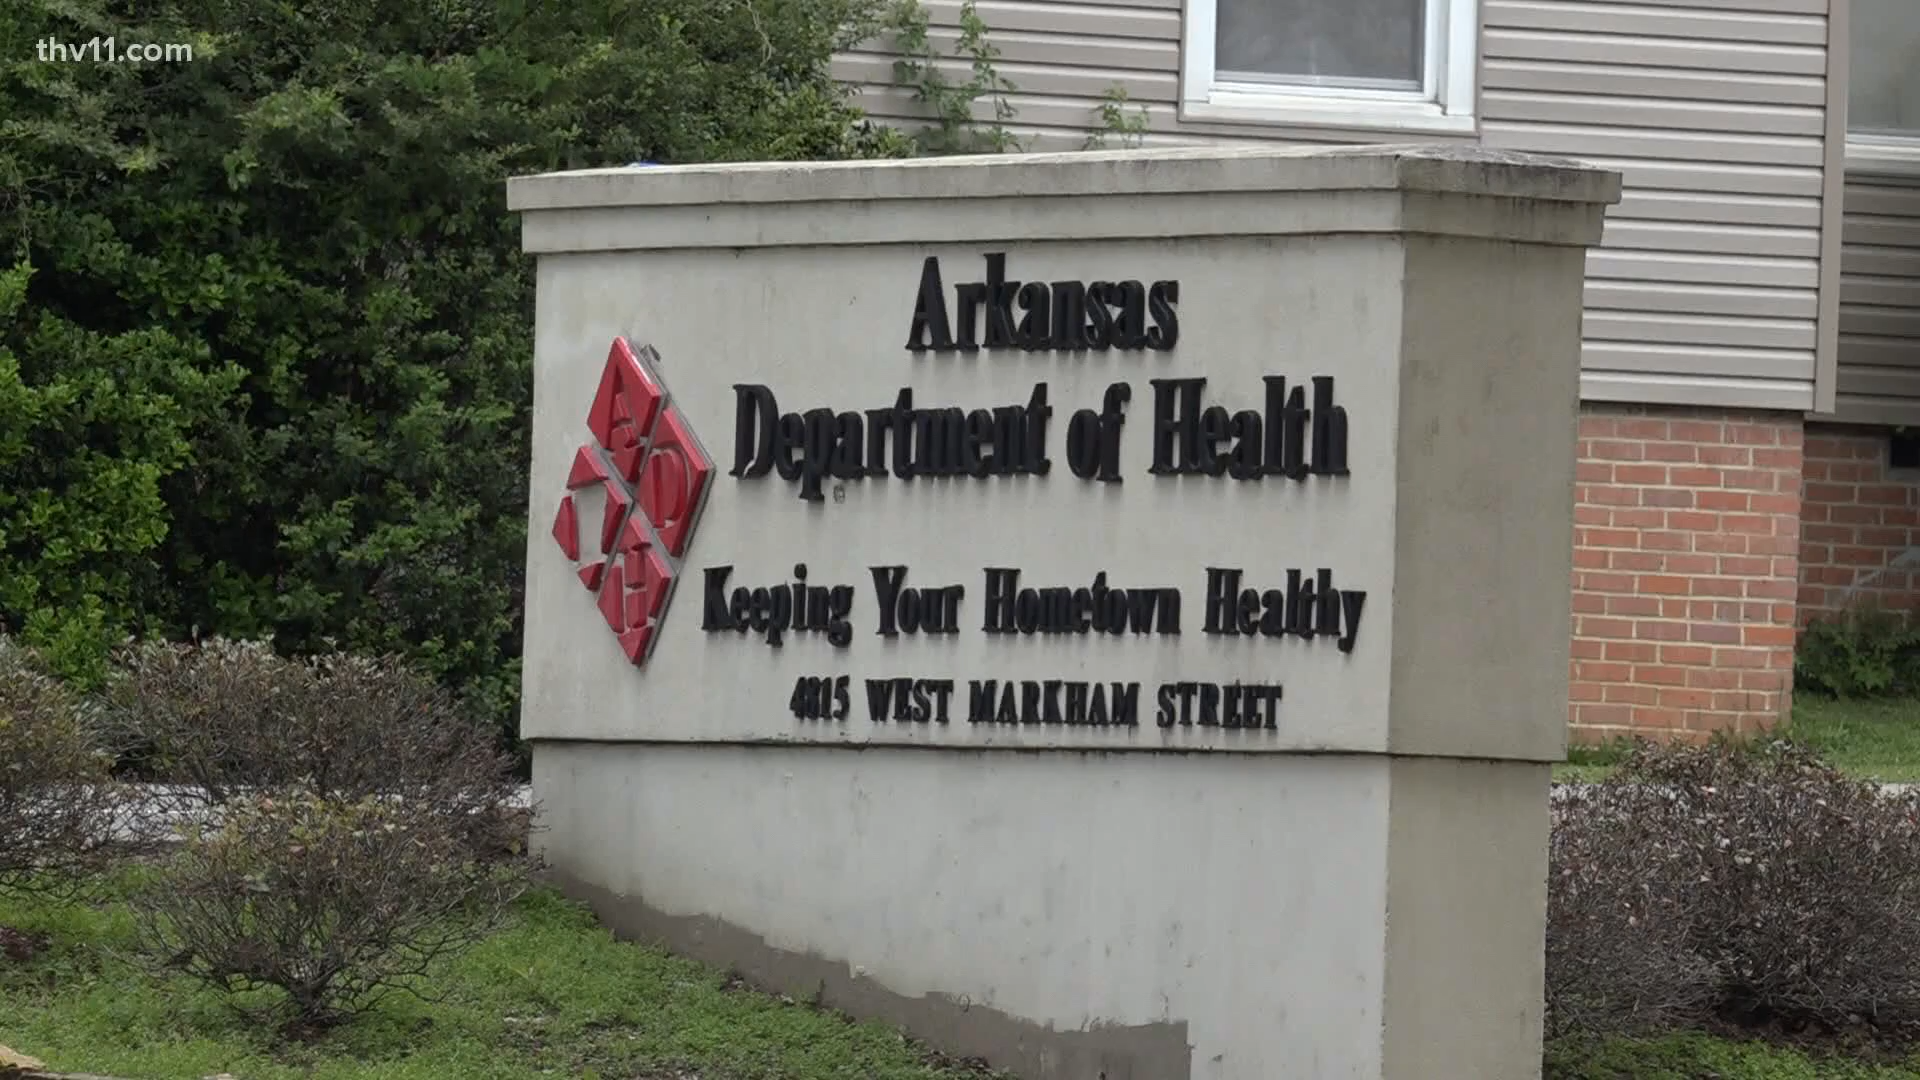 thv11.com
Arkansas
Department of Health
Keeping Your Hometown Healthy
4815 WEST MARKHAM STREET
A
D
H